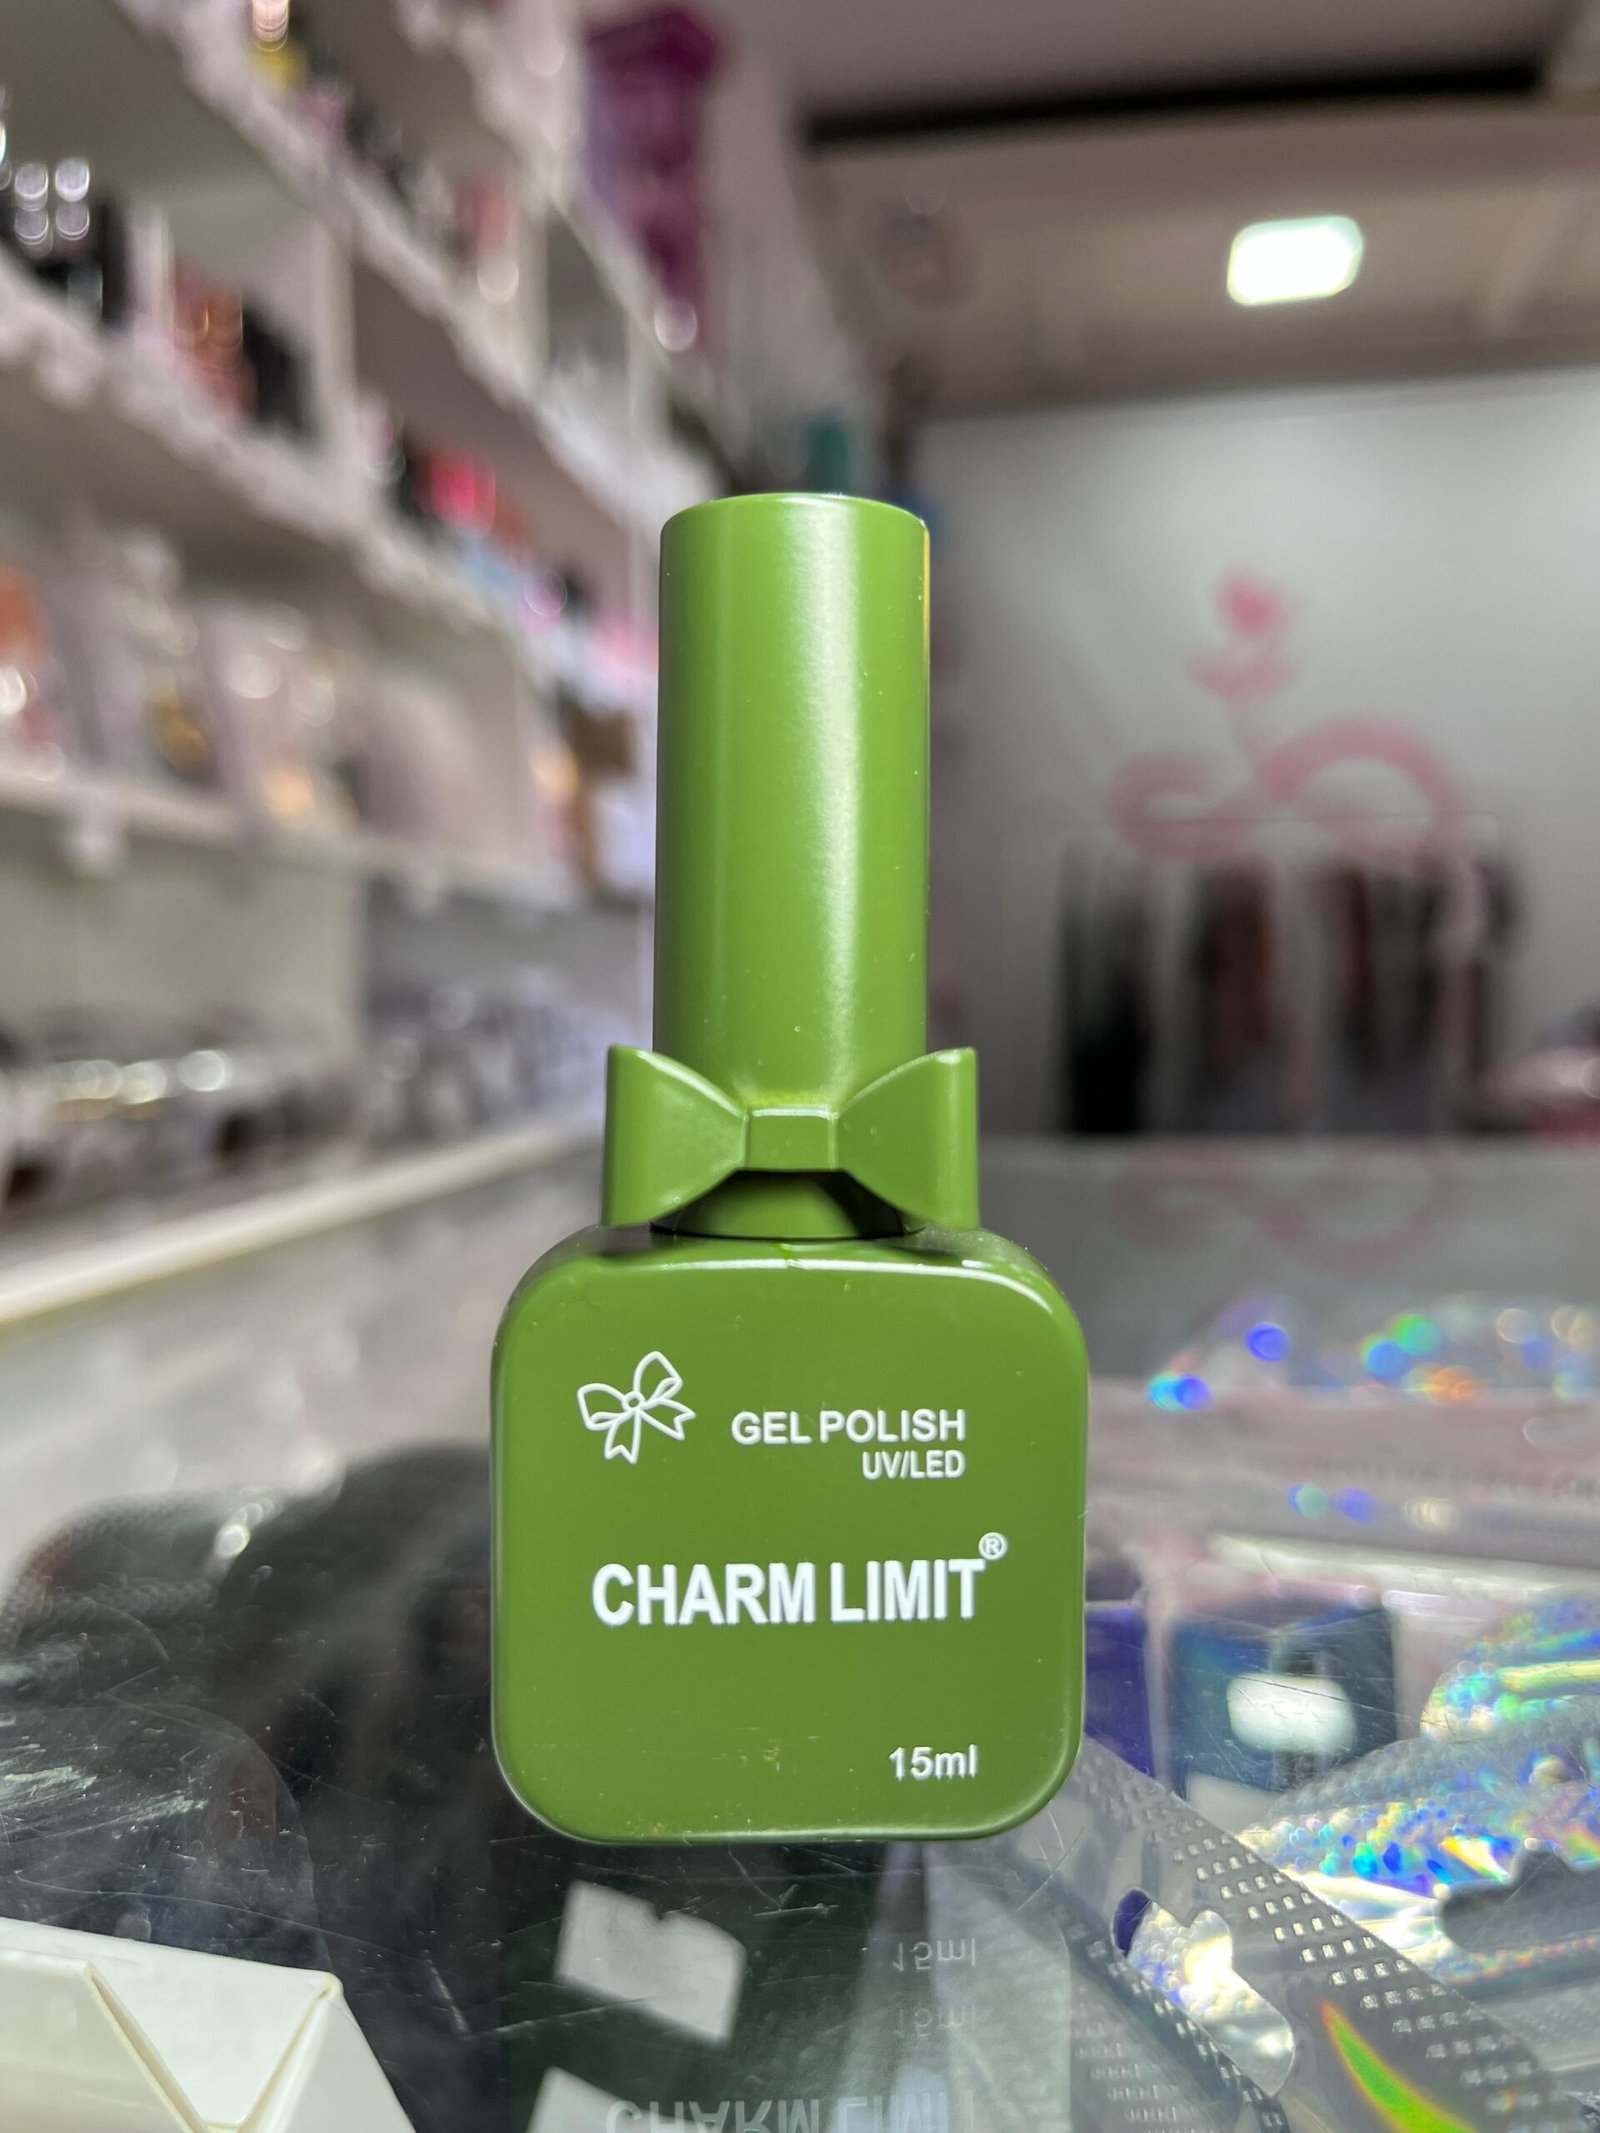 GEL POLISH
UV/LED
CHARM LIMIT®
15ml